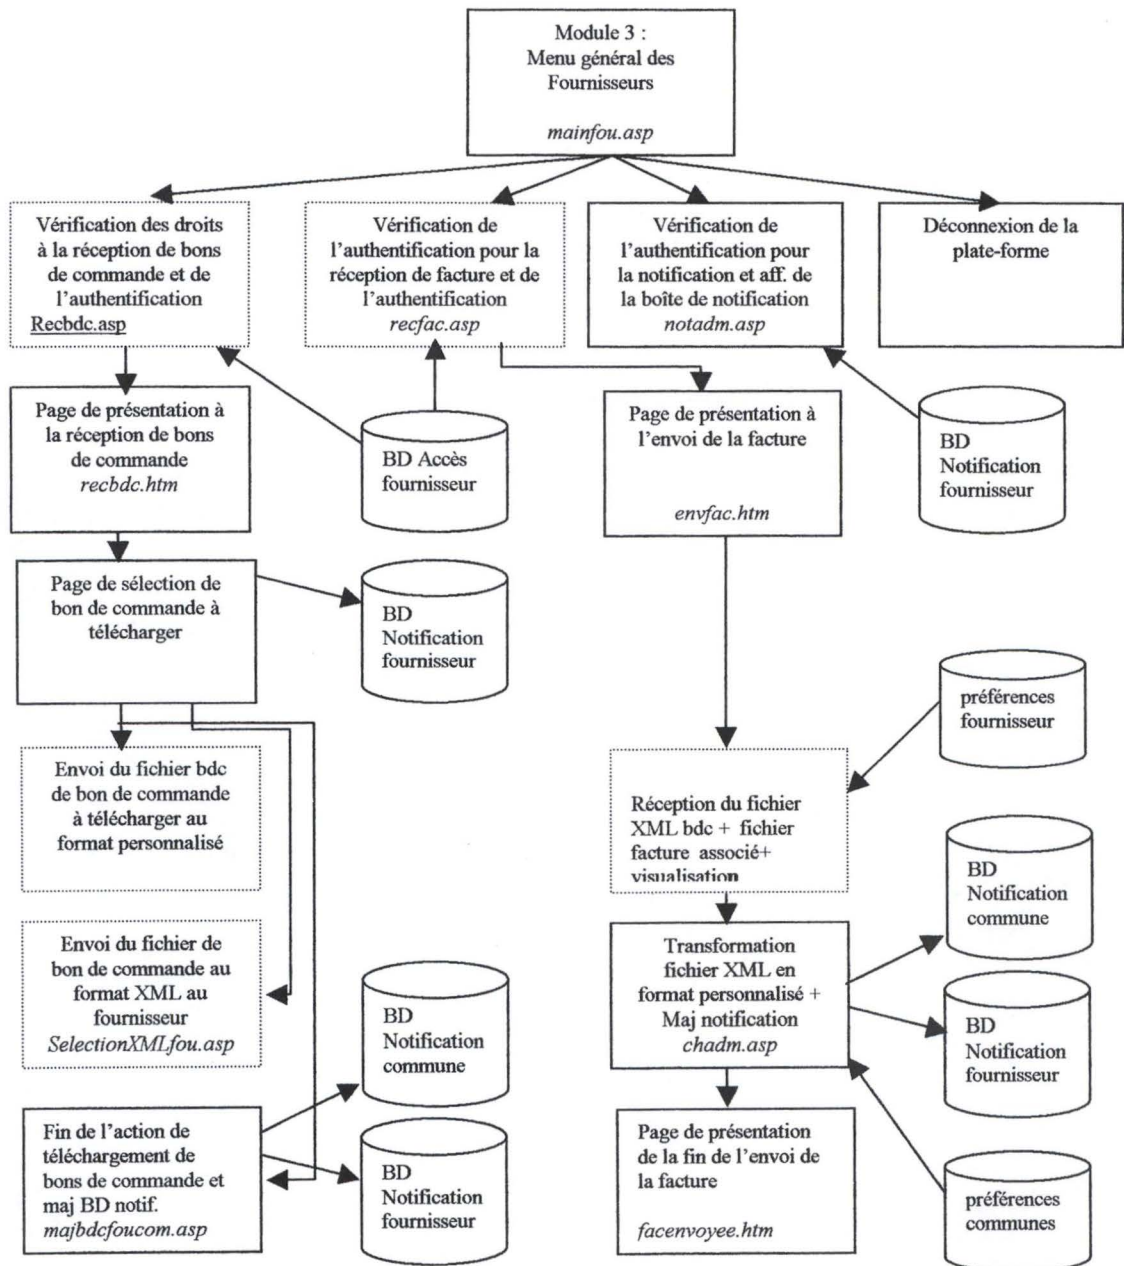 Module 3 :
Menu général des
Fournisseurs
mainfou.asp
Vérification des droits
à la réception de bons
de commande et de
l'authentification
Recbdc.asp
Vérification de
l'authentification pour la
réception de facture et de
l'authentification
recfac.asp
Vérification de
l'authentification pour
la notification et aff. de
la boîte de notification
notadm.asp
Déconnexion de la
plate-forme
Page de présentation à
la réception de bons
de commande
recbdc.htm
BD Accès
fournisseur
Page de présentation à
l'envoi de la facture
envfac.htm
BD
Notification
fournisseur
Page de sélection de
bon de commande à
télécharger
BD
Notification
fournisseur
préférences
fournisseur
Envoi du fichier bdc
de bon de commande
à télécharger au
format personnalisé
Réception du fichier
XML bdc + fichier
facture associé+
visualisation
BD
Notification
commune
Envoi du fichier de
bon de commande au
format XML au
fournisseur
SelectionXMLfou.asp
BD
Notification
commune
Transformation
fichier XML en
format personnalisé +
Maj notification
chadm.asp
BD
Notification
fournisseur
Fin de l'action de
téléchargement de
bons de commande et
maj BD notif.
majbdcfoucom.asp
BD
Notification
fournisseur
Page de présentation
de la fin de l'envoi de
la facture
facenvoyee.htm
préférences
communes